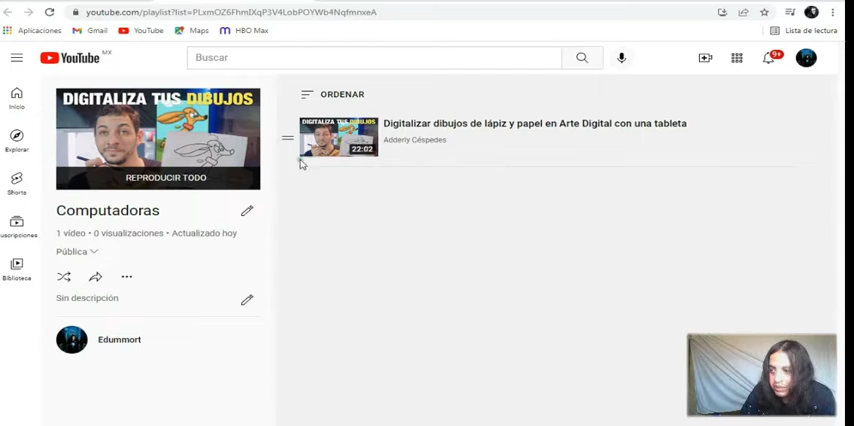 youtube.com/playlist?list=PLxmOZ6FhmIXqP3V4LobPOYWb4NqfmnxeA
Aplicaciones Gmail YouTube Maps HBO Max Lista de lectura
YouTube MX Buscar 9+
Inicio
Explorar
Shorts
uscripciones
Biblioteca
DIGITALIZA TUS DIBUJOS
REPRODUCIR TODO
Computadoras
1 vídeo • 0 visualizaciones • Actualizado hoy
Pública
Sin descripción
Edummort
ORDENAR
DIGITALIZA TUS DIBUJOS
22:02
Digitalizar dibujos de lápiz y papel en Arte Digital con una tableta
Adderly Céspedes